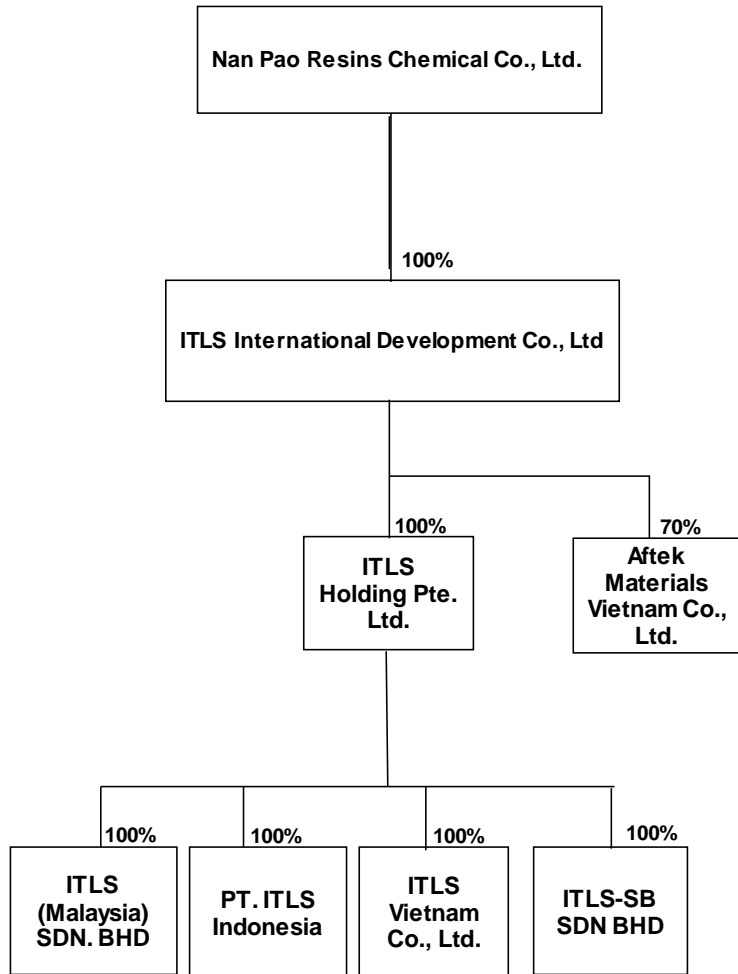 Nan Pao Resins Chemical Co., Ltd.
100%
ITLS International Development Co., Ltd
100%
ITLS
Holding Pte.
Ltd.
70%
Aftek
Materials
Vietnam Co.,
Ltd.
100%
ITLS
(Malaysia)
SDN. BHD
100%
PT. ITLS
Indonesia
100%
ITLS
Vietnam
Co., Ltd.
100%
ITLS-SB
SDN BHD